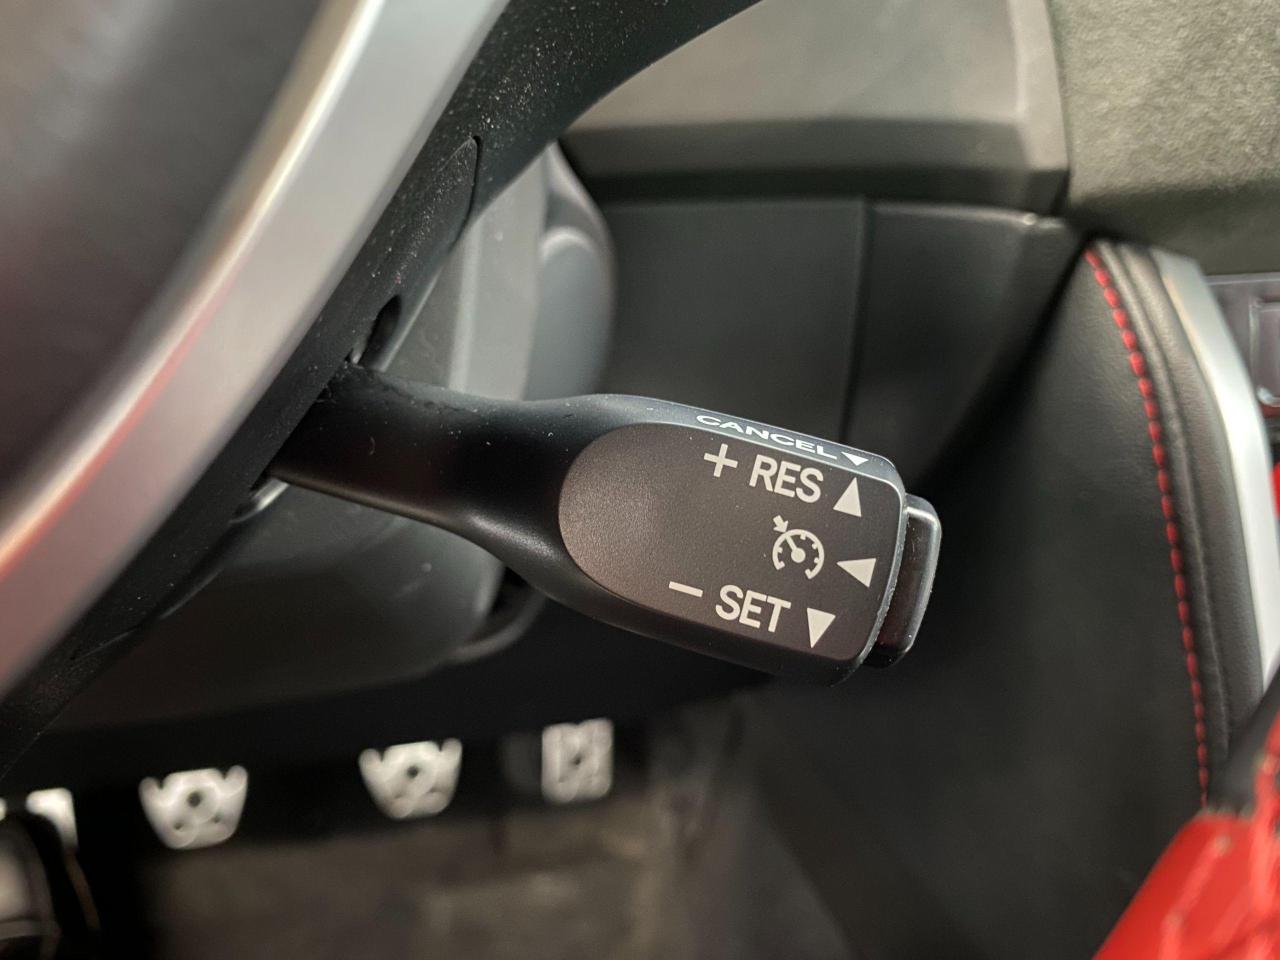 CANCEL ▼
+ RES ▲
◀
− SET ▼